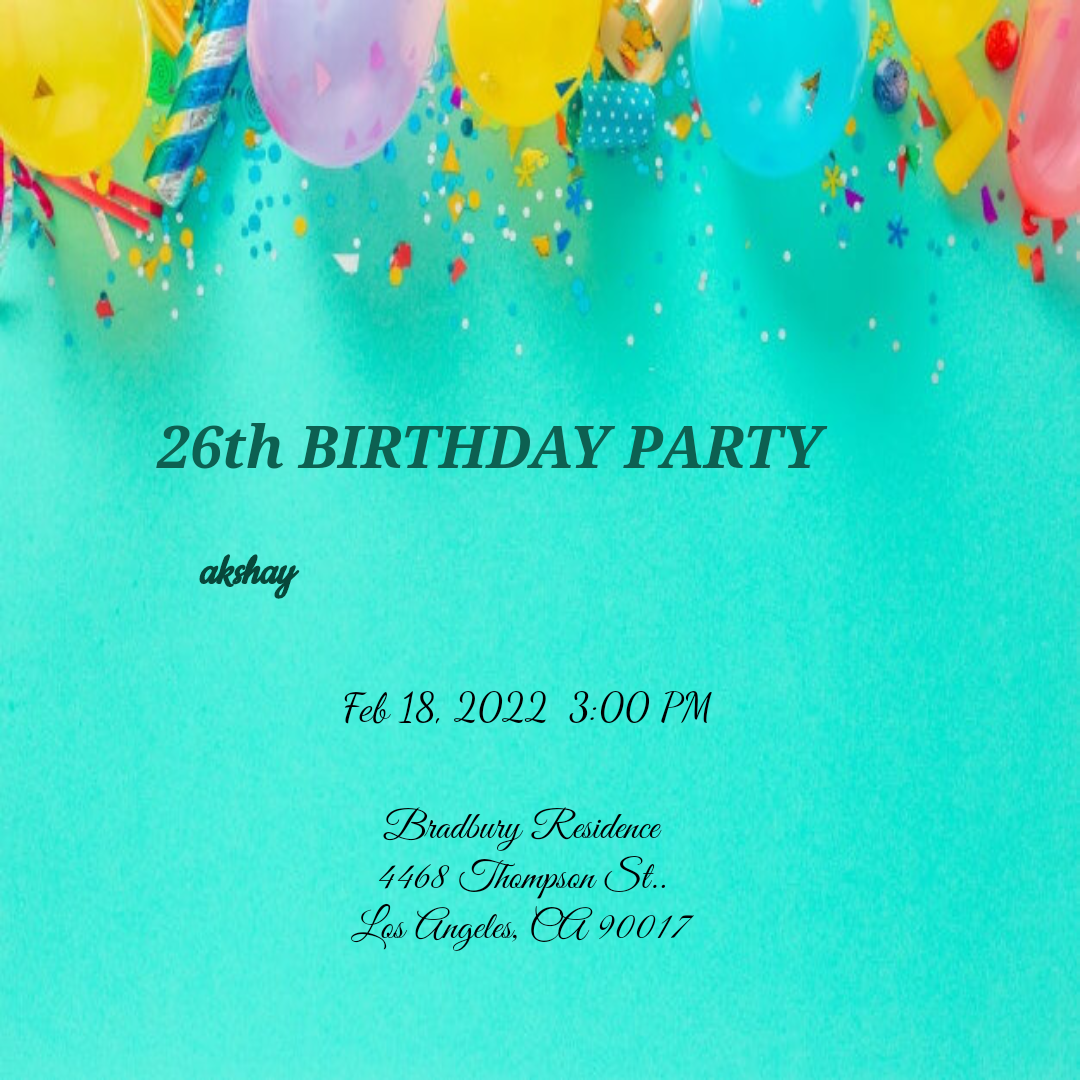 26th BIRTHDAY PARTY
akshay
Feb 18, 2022  3:00 PM
Bradbury Residence
4468 Thompson St..
Los Angeles, CA 90017